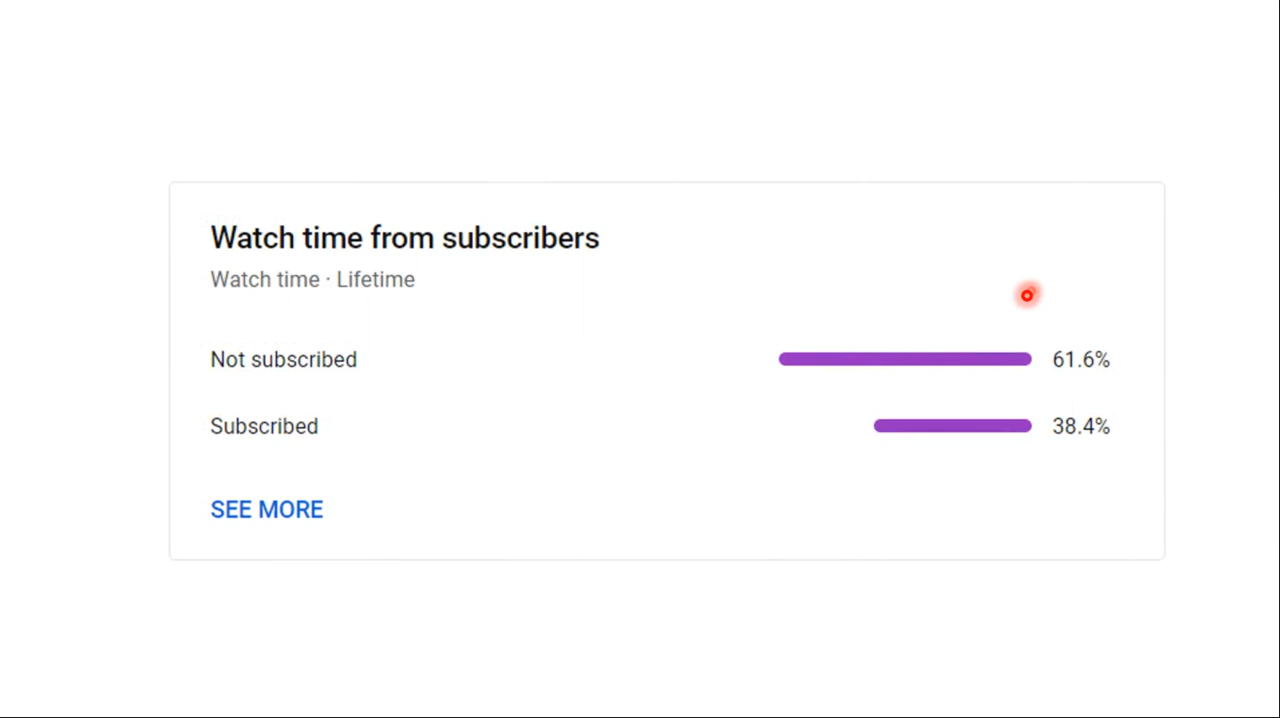 Watch time from subscribers
Watch time · Lifetime
Not subscribed 61.6%
Subscribed 38.4%
SEE MORE